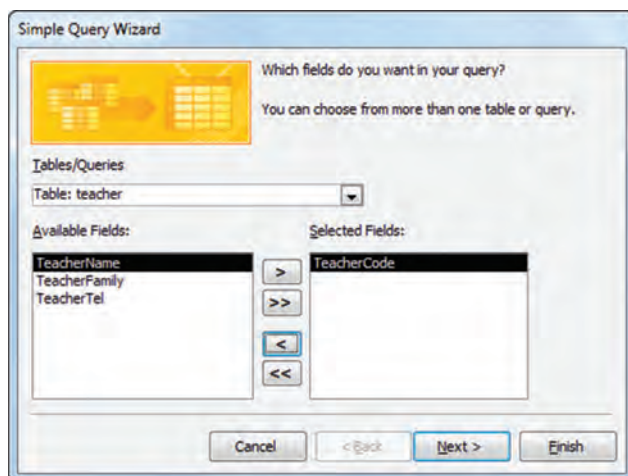 Simple Query Wizard
Which fields do you want in your query?
You can choose from more than one table or query.
Tables/Queries
Table: teacher
Available Fields:
Selected Fields:
TeacherName
TeacherFamily
TeacherTel
>
>>
<
<<
TeacherCode
Cancel
< Back
Next >
Finish